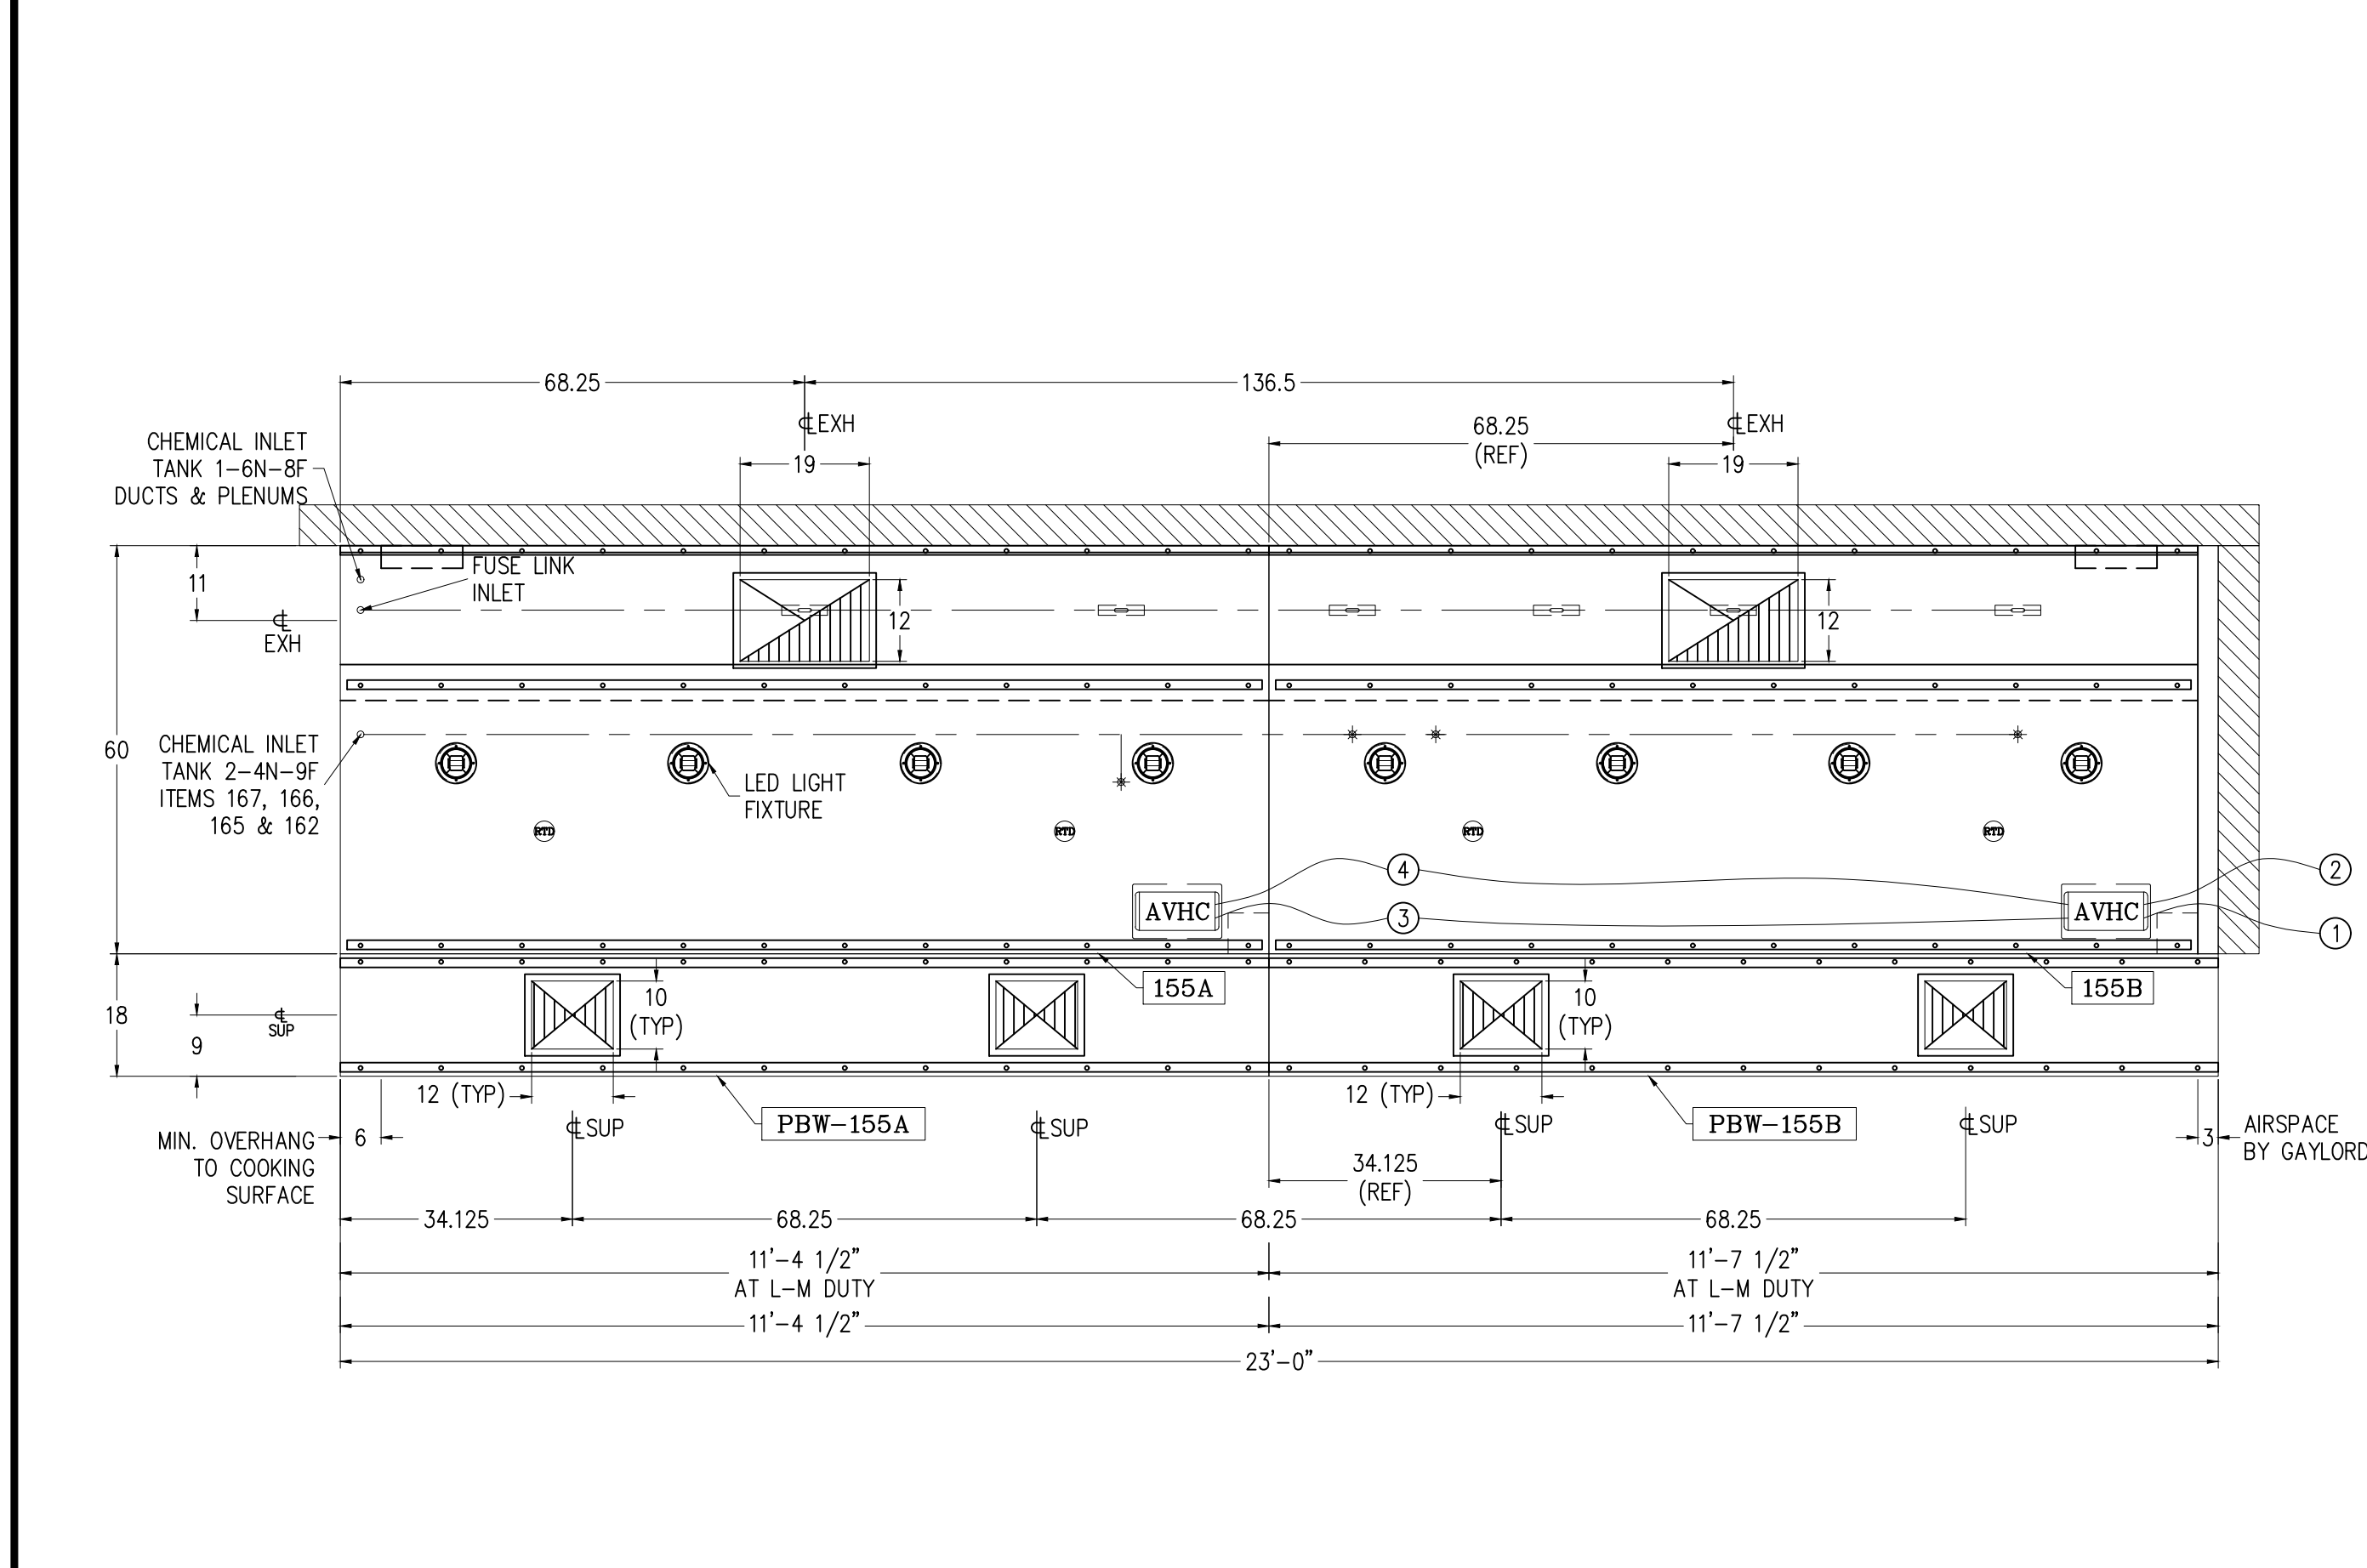 68.25
136.5
℄ EXH
68.25
(REF)
℄ EXH
19
19
CHEMICAL INLET
TANK 1-6N-8F
DUCTS & PLENUMS
FUSE LINK
INLET
11
℄
EXH
12
12
60
CHEMICAL INLET
TANK 2-4N-9F
ITEMS 167, 166,
165 & 162
LED LIGHT
FIXTURE
RTD
RTD
RTD
RTD
4
2
AVHC
3
AVHC
1
155A
155B
18
℄
SUP
9
10
(TYP)
10
(TYP)
12 (TYP)
12 (TYP)
PBW-155A
PBW-155B
℄ SUP
℄ SUP
℄ SUP
℄ SUP
MIN. OVERHANG
TO COOKING
SURFACE
6
3
AIRSPACE
BY GAYLORD
34.125
(REF)
34.125
68.25
68.25
68.25
11'-4 1/2"
AT L-M DUTY
11'-7 1/2"
AT L-M DUTY
11'-4 1/2"
11'-7 1/2"
23'-0"